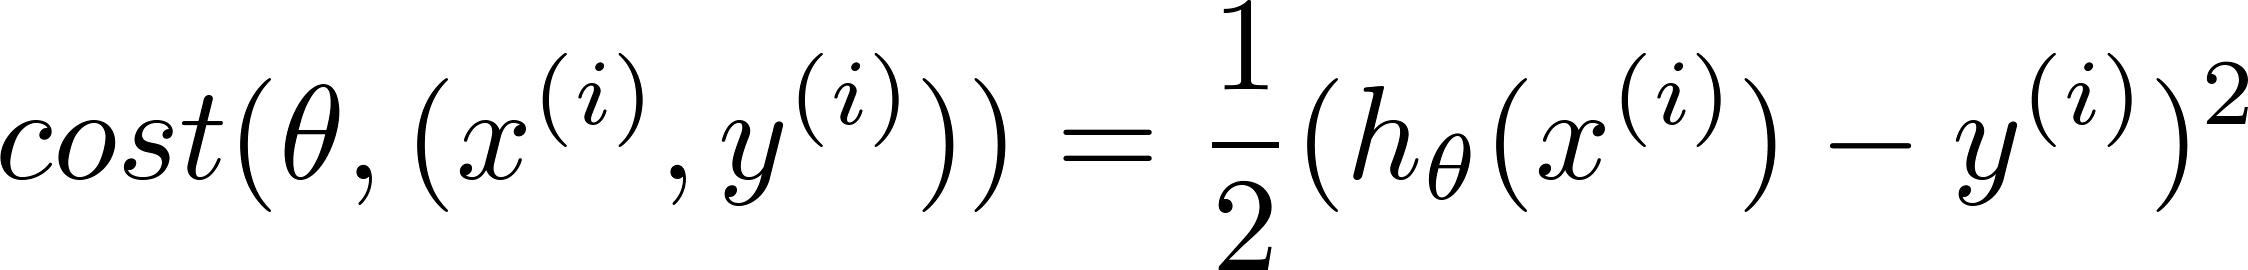 cost(θ, (x^{(i)}, y^{(i)})) = \frac{1}{2}(h_θ(x^{(i)}) − y^{(i)})^2